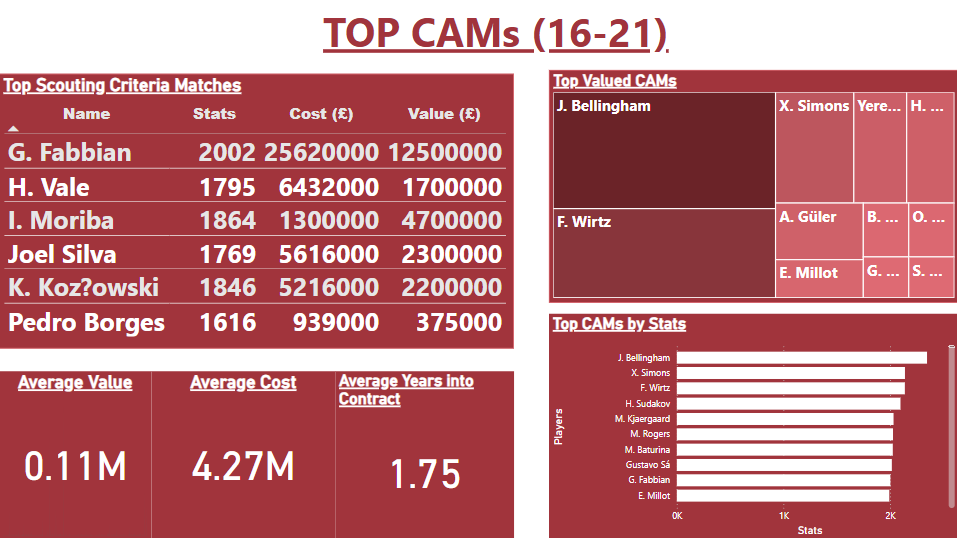 TOP CAMs (16-21)
Top Scouting Criteria Matches
Name Stats Cost (£) Value (£)
G. Fabbian 2002 25620000 12500000
H. Vale 1795 6432000 1700000
I. Moriba 1864 1300000 4700000
Joel Silva 1769 5616000 2300000
K. Koz?owski 1846 5216000 2200000
Pedro Borges 1616 939000 375000
Average Value
0.11M
Average Cost
4.27M
Average Years into
Contract
1.75
Top Valued CAMs
J. Bellingham
F. Wirtz
X. Simons
Yere...
H. ...
A. Güler
B. ...
O. ...
E. Millot
G. ...
S. ...
Top CAMs by Stats
Players
J. Bellingham
X. Simons
F. Wirtz
H. Sudakov
M. Kjaergaard
M. Rogers
M. Baturina
Gustavo Sá
G. Fabbian
E. Millot
0K 1K 2K
Stats